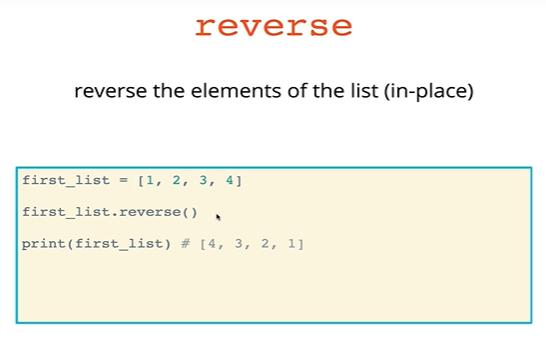 reverse
reverse the elements of the list (in-place)
first_list = [1, 2, 3, 4]
first_list.reverse()
print(first_list) # [4, 3, 2, 1]